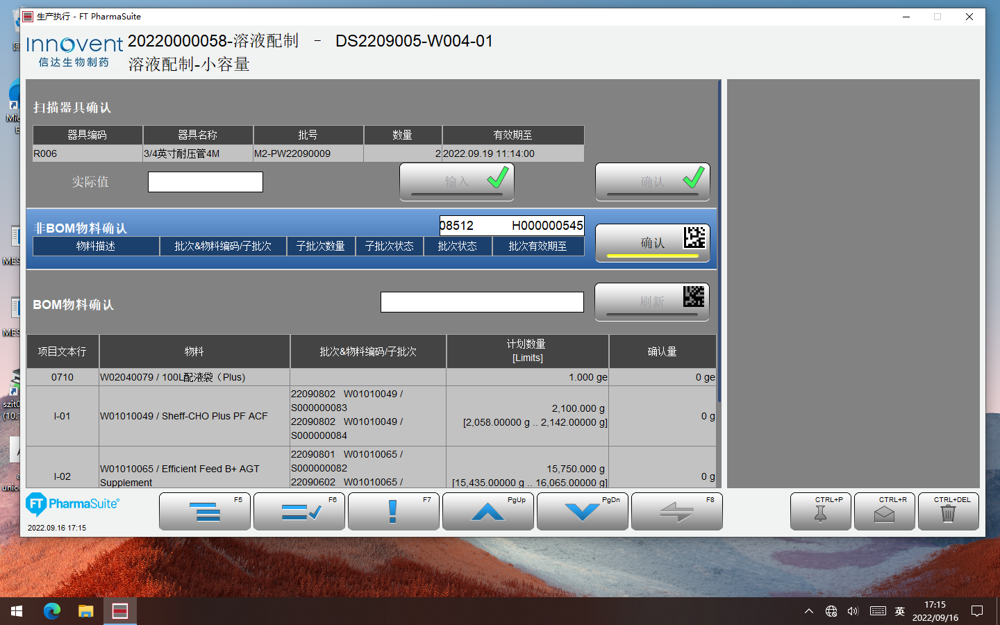 生产执行 - FT PharmaSuite
Innovent
信达生物制药
20220000058-溶液配制 - DS2209005-W004-01
溶液配制-小容量
扫描器具确认
器具编码 器具名称 批号 数量 有效期至
R006 3/4英寸耐压管4M M2-PW22090009 2 2022.09.19 11:14:00
实际值 输入 确认
非BOM物料确认 08512 H000000545 确认
物料描述 批次&物料编码/子批次 子批次数量 子批次状态 批次状态 批次有效期至
BOM物料确认 刷新
项目文本行 物料 批次&物料编码/子批次 计划数量 确认量
[Limits]
0710 W02040079 / 100L配液袋（Plus） 1.000 ge 0 ge
22090802 W01010049 /
S000000083
I-01 W01010049 / Sheff-CHO Plus PF ACF 2,100.000 g 0 g
22090802 W01010049 / [2,058.00000 g .. 2,142.00000 g]
S000000084
22090801 W01010065 /
S000000082
I-02 W01010065 / Efficient Feed B+ AGT 15,750.000 g 0 g
Supplement 22090602 W01010065 / [15,435.00000 g .. 16,065.00000 g]
FT PharmaSuite®
F5 F6 F7 PgUp PgDn F8 CTRL+P CTRL+R CTRL+DEL
2022.09.16 17:15
MES
MES
szit
(10.
unic
英
17:15
2022/09/16